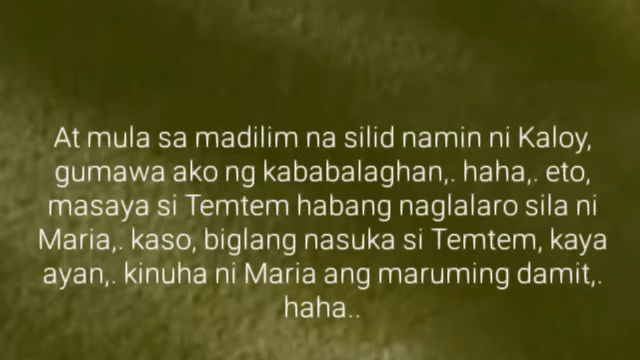 At mula sa madilim na silid namin ni Kaloy,
gumawa ako ng kababalaghan,. haha,. eto,
masaya si Temtem habang naglalaro sila ni
Maria,. kaso, biglang nasuka si Temtem, kaya
ayan,. kinuha ni Maria ang maruming damit,.
haha..